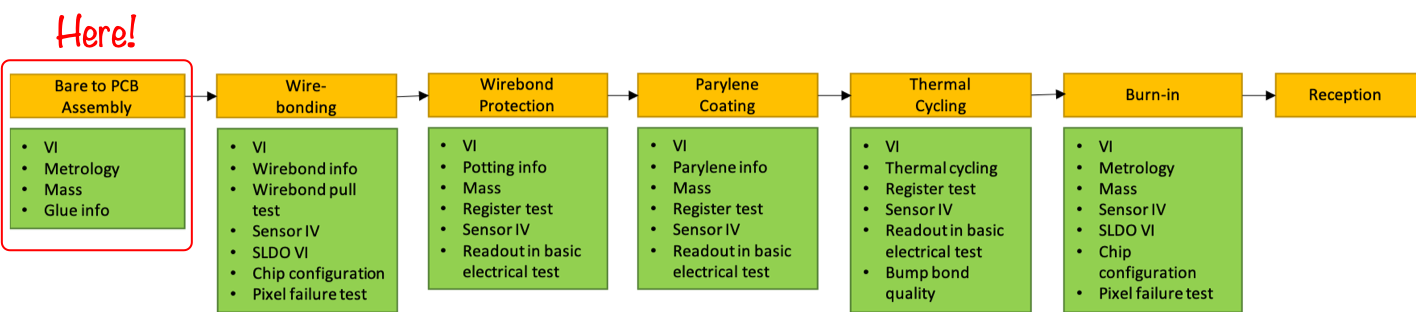 Here!
Bare to PCB
Assembly
• VI
• Metrology
• Mass
• Glue info
Wire-
bonding
• VI
• Wirebond info
• Wirebond pull
test
• Sensor IV
• SLDO VI
• Chip configuration
• Pixel failure test
Wirebond
Protection
• VI
• Potting info
• Mass
• Register test
• Sensor IV
• Readout in basic
electrical test
Parylene
Coating
• VI
• Parylene info
• Mass
• Register test
• Sensor IV
• Readout in basic
electrical test
Thermal
Cycling
• VI
• Thermal cycling
• Register test
• Sensor IV
• Readout in basic
electrical test
• Bump bond
quality
Burn-in
• VI
• Metrology
• Mass
• Sensor IV
• SLDO VI
• Chip
configuration
• Pixel failure test
Reception